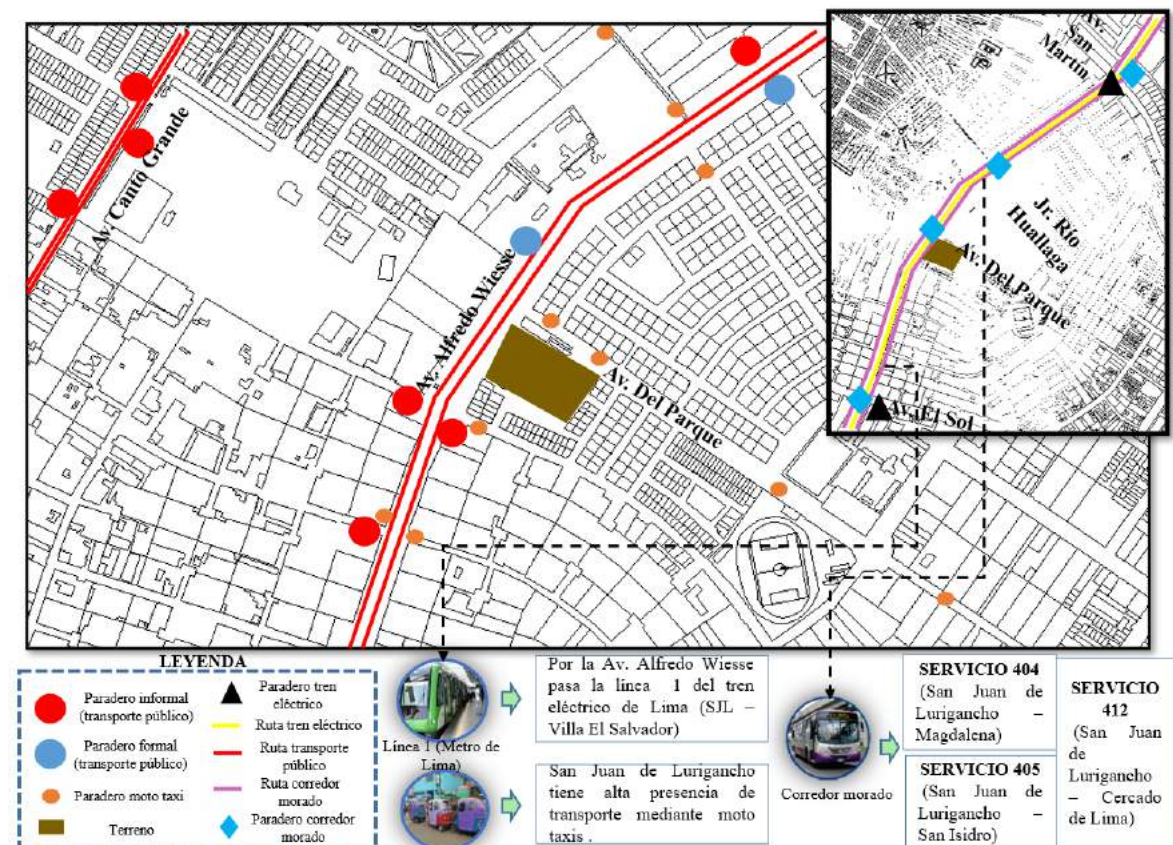 Av. Canto Grande
Av. Alfredo Wiesse
Av. Del Parque
Av.
San
Martin
Jr. Río
Huallaga
Av. Del Parque
Av. El Sol
LEYENDA
Paradero informal
(transporte público)
Paradero formal
(transporte público)
Paradero moto taxi
Terreno
Paradero tren
eléctrico
Ruta tren eléctrico
Ruta transporte
público
Ruta corredor
morado
Paradero corredor
morado
Línea 1 (Metro de
Lima)
Por la Av. Alfredo Wiesse
pasa la línea 1 del tren
eléctrico de Lima (SJL –
Villa El Salvador)
San Juan de Lurigancho
tiene alta presencia de
transporte mediante moto
taxis .
Corredor morado
SERVICIO 404
(San Juan de
Lurigancho –
Magdalena)
SERVICIO 405
(San Juan de
Lurigancho –
San Isidro)
SERVICIO
412
(San Juan
de
Lurigancho
– Cercado
de Lima)